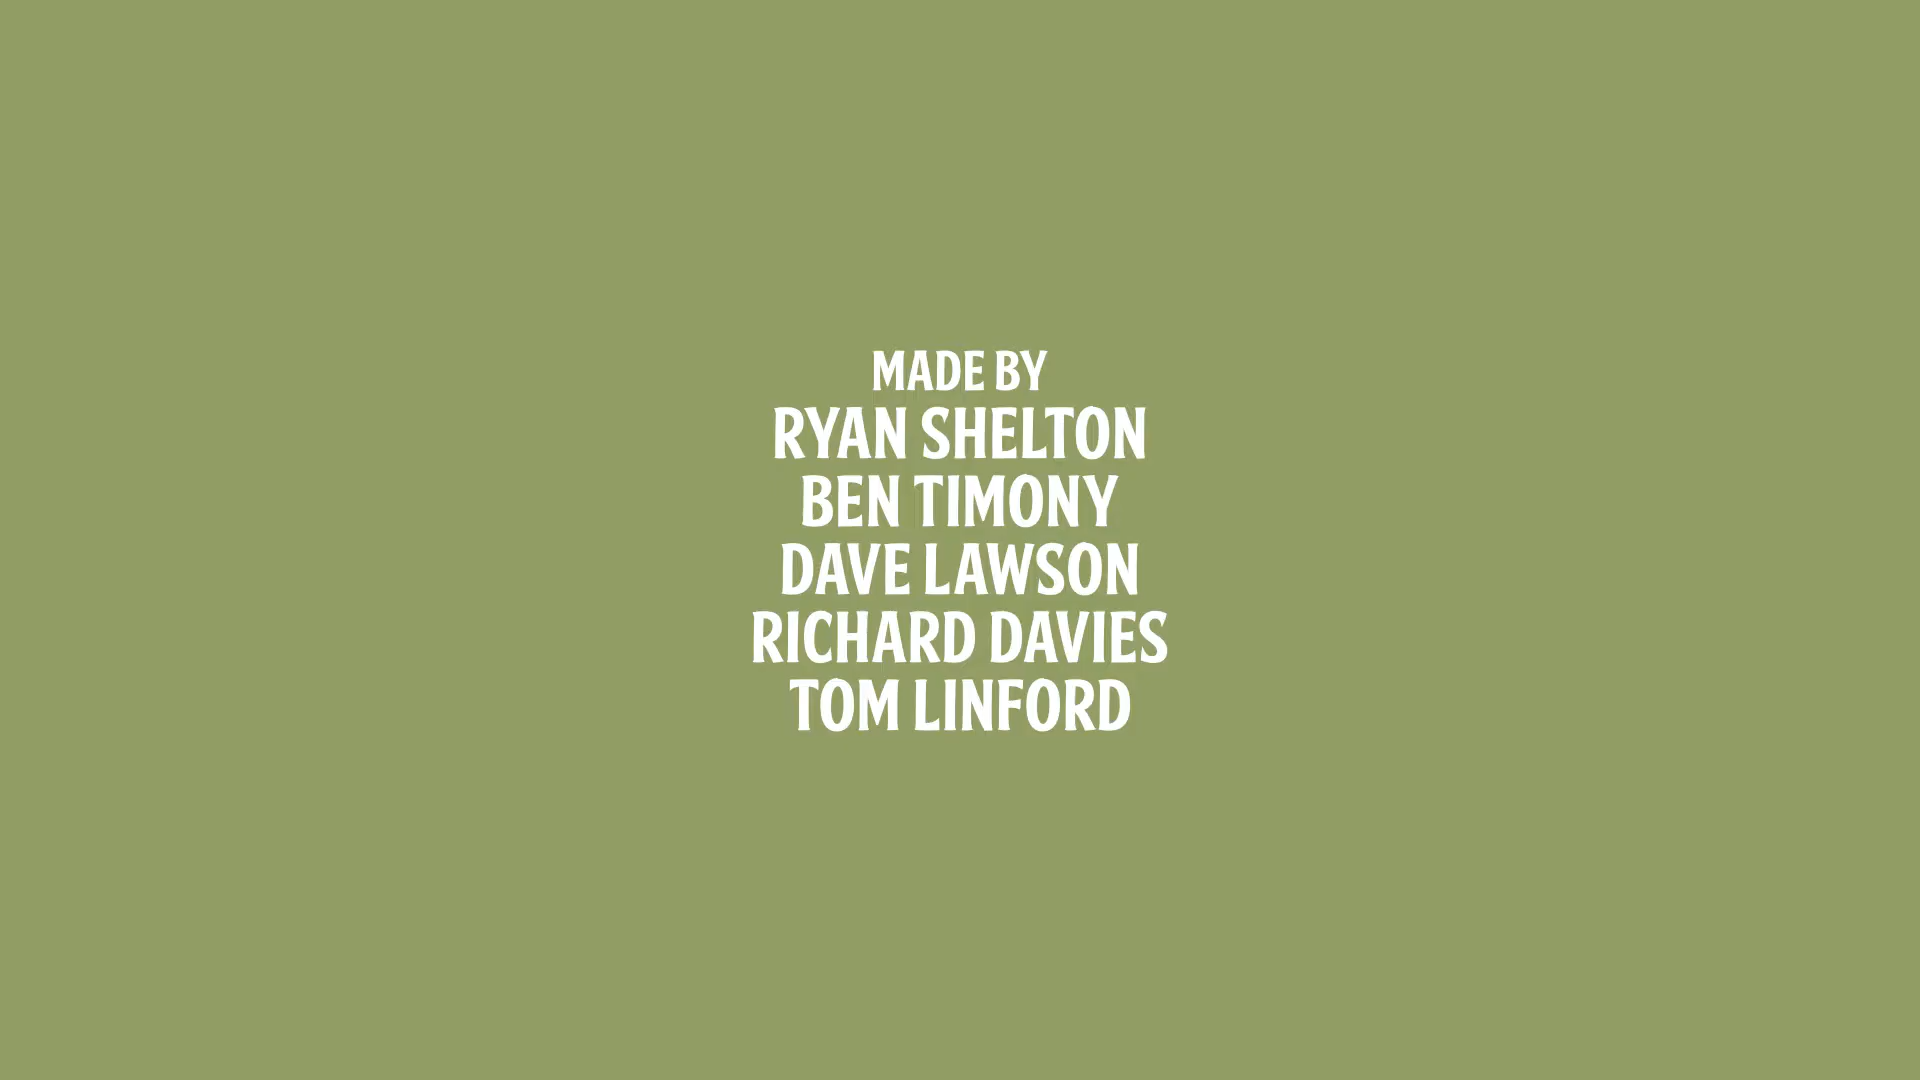 MADE BY
RYAN SHELTON
BEN TIMONY
DAVE LAWSON
RICHARD DAVIES
TOM LINFORD